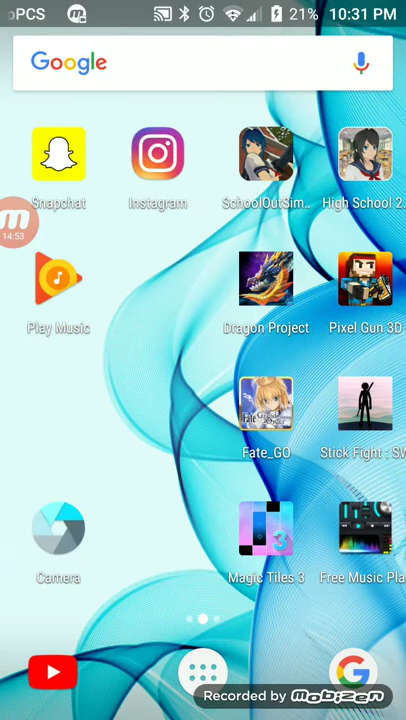 oPCS 21% 10:31 PM
Google
Snapchat Instagram SchoolOutSim.. High School 2.
14:53
Play Music Dragon Project Pixel Gun 3D
Fate_GO Stick Fight : SW
Camera Magic Tiles 3 Free Music Pla
Recorded by Mobizen